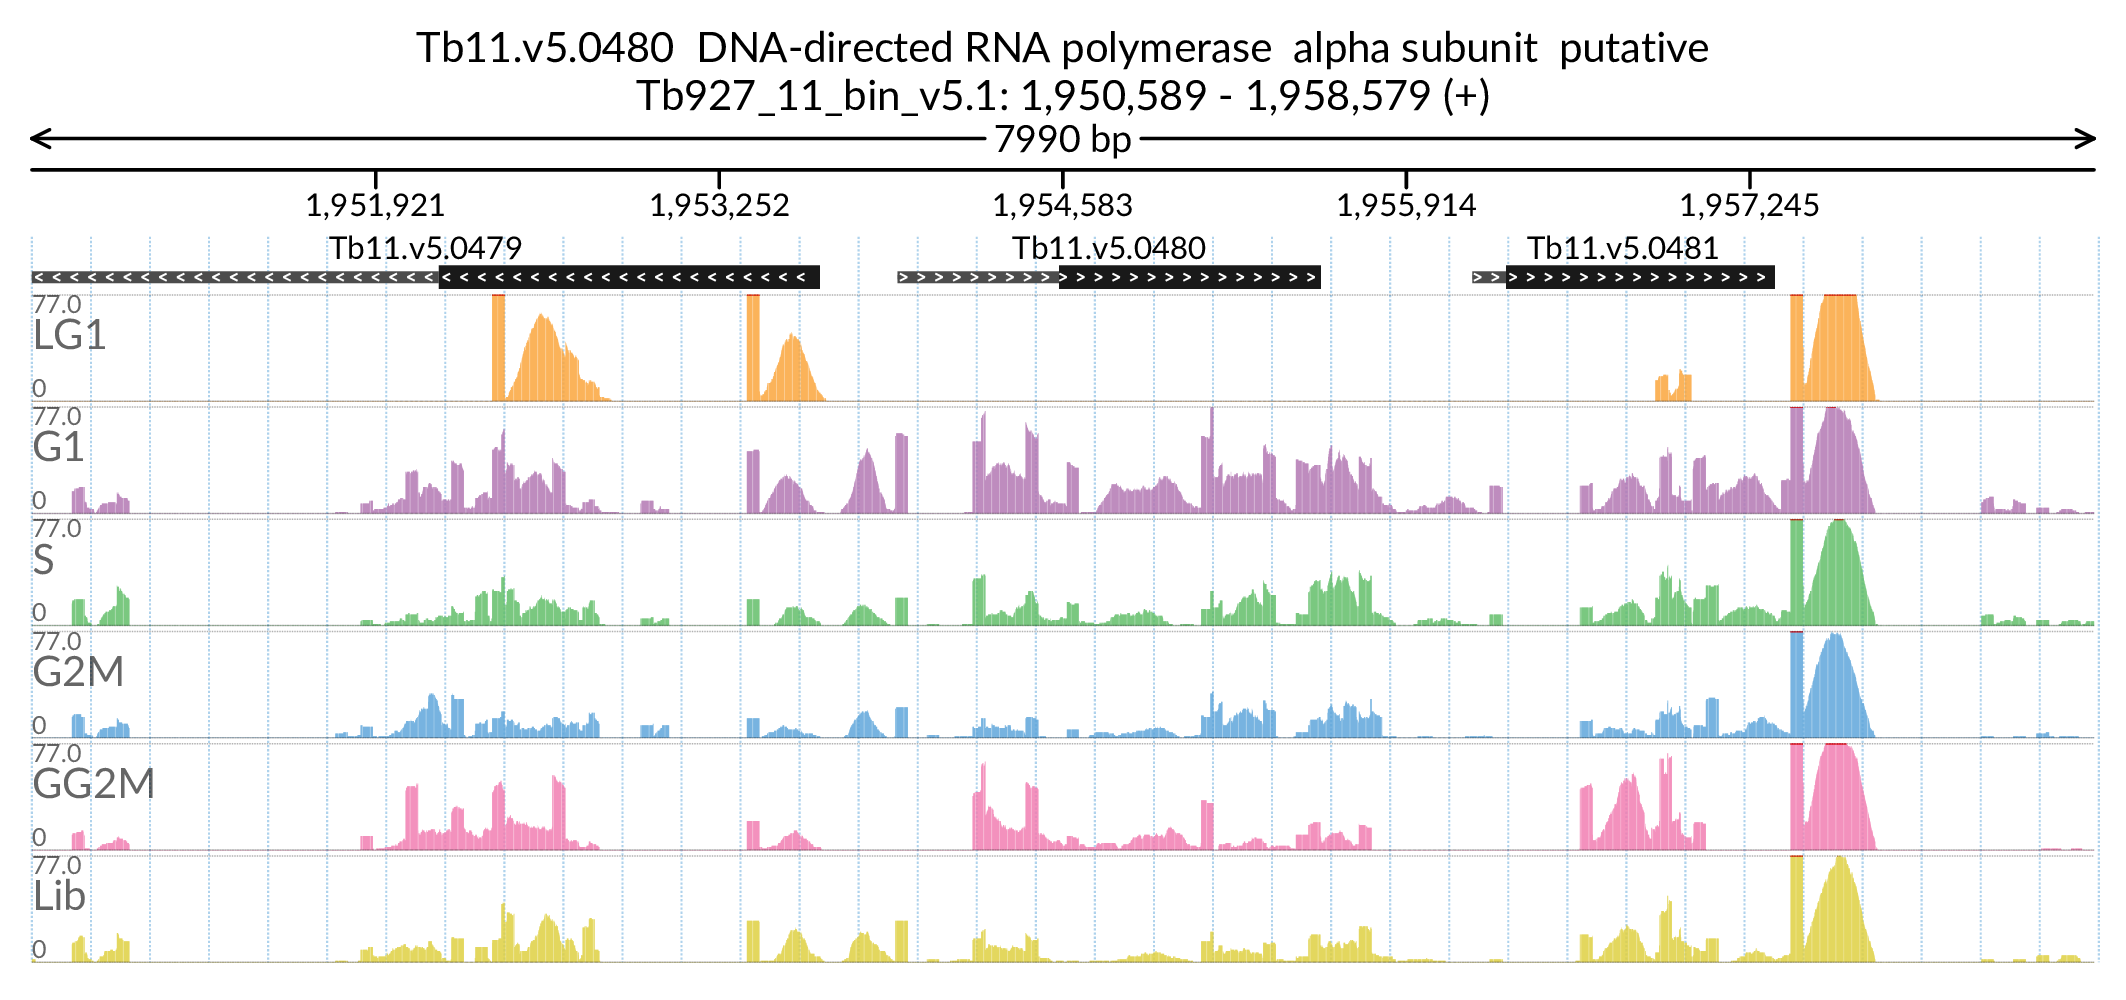 Tb11.v5.0480 DNA-directed RNA polymerase alpha subunit putative
Tb927_11_bin_v5.1: 1,950,589 - 1,958,579 (+)
7990 bp
1,951,921 1,953,252 1,954,583 1,955,914 1,957,245
Tb11.v5.0479 Tb11.v5.0480 Tb11.v5.0481
77.0
LG1
0
77.0
G1
0
77.0
S
0
77.0
G2M
0
77.0
GG2M
0
77.0
Lib
0